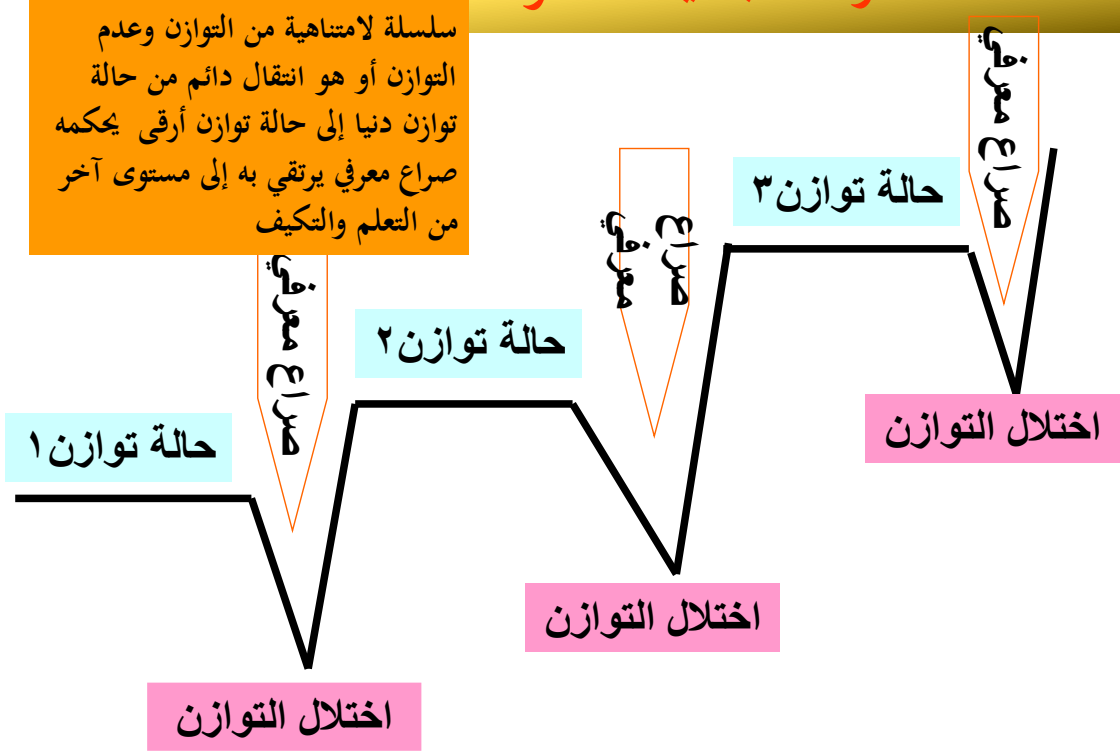 سلسلة لامتناهية من التوازن وعدم
التوازن أو هو انتقال دائم من حالة
توازن دنيا إلى حالة توازن أرقى يحكمه
صراع معرفي يرتقي به إلى مستوى آخر
من التعلم والتكيف
صراع معرفي
حالة توازن٣
صراع
معرفي
صراع معرفي
حالة توازن٢
اختلال التوازن
حالة توازن١
اختلال التوازن
اختلال التوازن